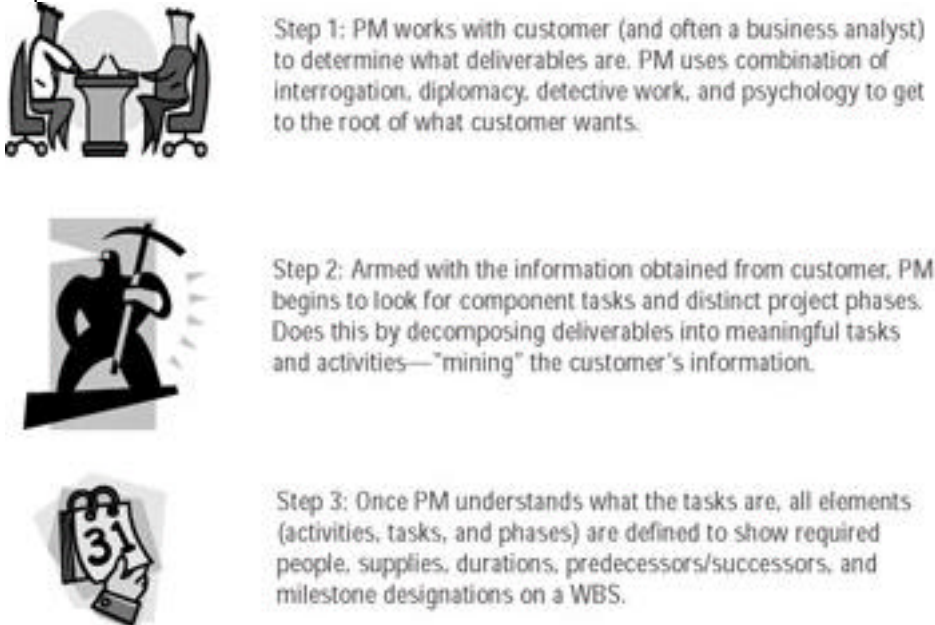 Step 1: PM works with customer (and often a business analyst)
to determine what deliverables are. PM uses combination of
interrogation, diplomacy, detective work, and psychology to get
to the root of what customer wants.
Step 2: Armed with the information obtained from customer, PM
begins to look for component tasks and distinct project phases.
Does this by decomposing deliverables into meaningful tasks
and activities—"mining" the customer's information.
31
Step 3: Once PM understands what the tasks are, all elements
(activities, tasks, and phases) are defined to show required
people, supplies, durations, predecessors/successors, and
milestone designations on a WBS.